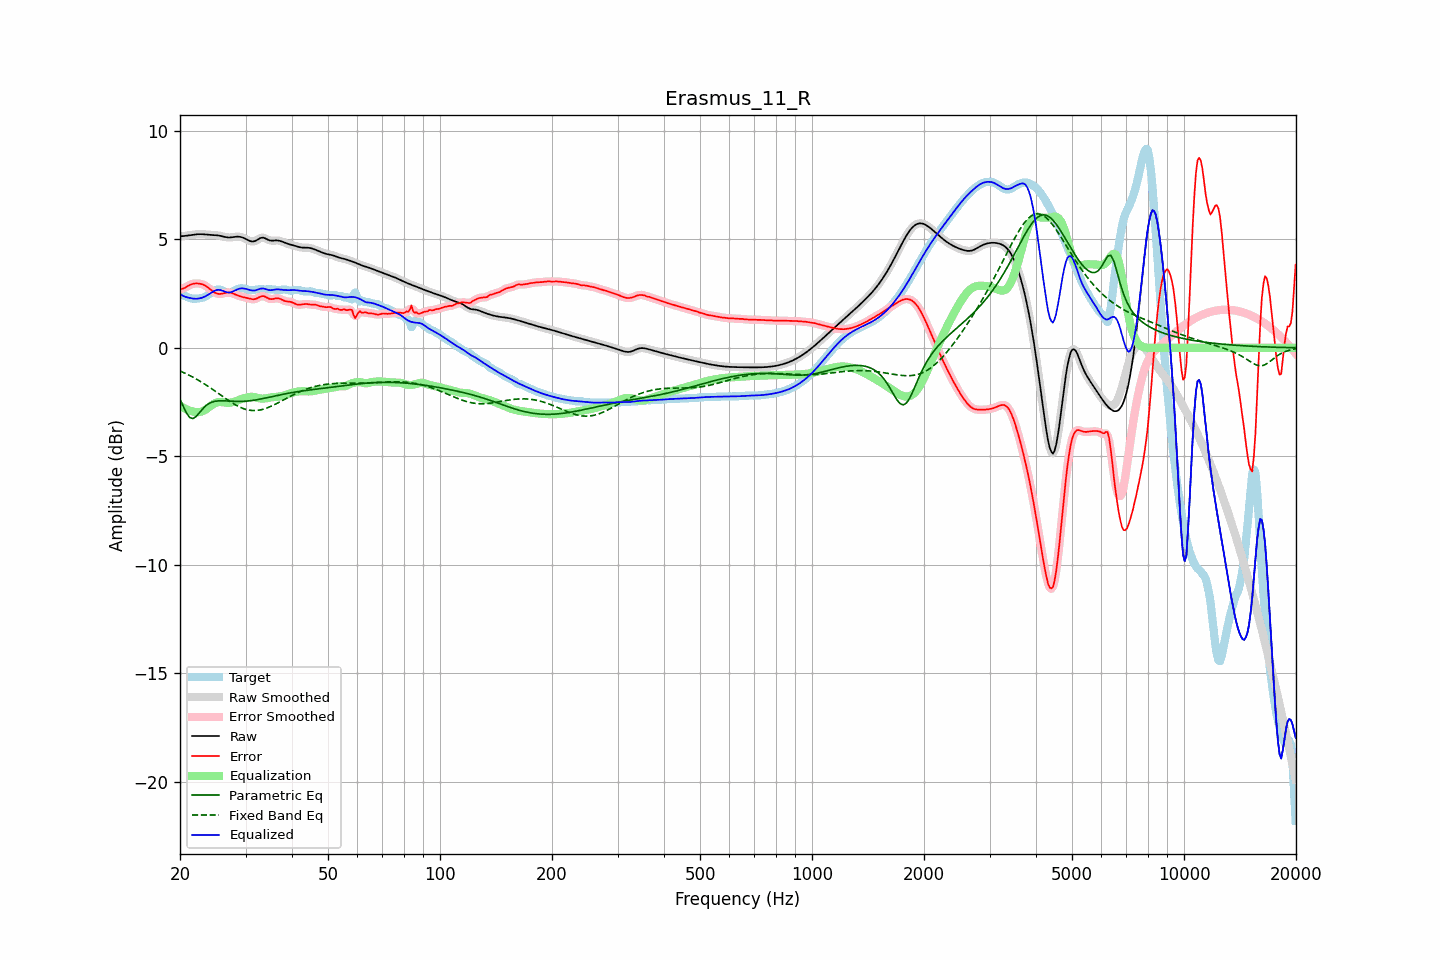 Erasmus_11_R
10
5
0
−5
−10
−15
−20
Amplitude (dBr)
Target
Raw Smoothed
Error Smoothed
Raw
Error
Equalization
Parametric Eq
Fixed Band Eq
Equalized
20 50 100 200 500 1000 2000 5000 10000 20000
Frequency (Hz)